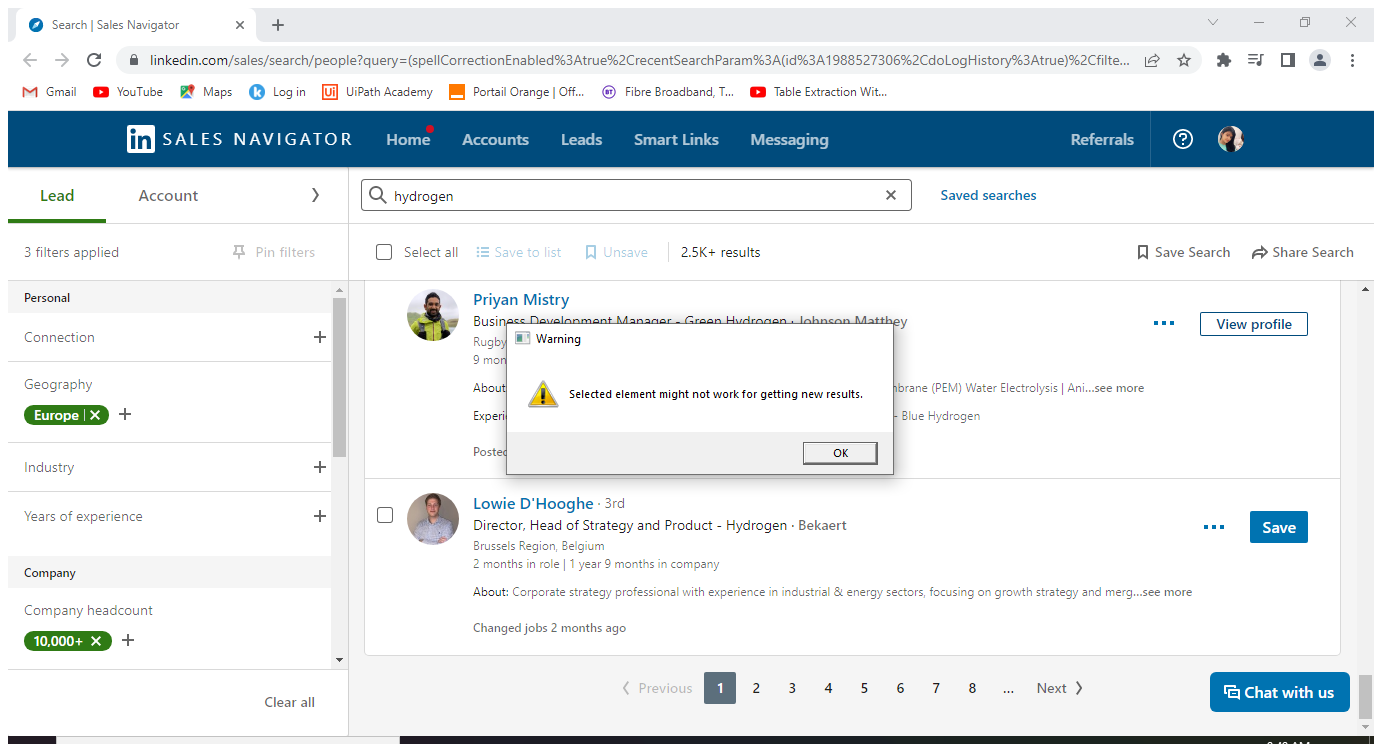 Search | Sales Navigator
linkedin.com/sales/search/people?query=(spellCorrectionEnabled%3Atrue%2CrecentSearchParam%3A(id%3A1988527306%2CdoLogHistory%3Atrue)%2Cfilte...
Gmail YouTube Maps Log in UiPath Academy Portail Orange | Off... Fibre Broadband, T... Table Extraction Wit...
in SALES NAVIGATOR Home Accounts Leads Smart Links Messaging Referrals
Lead Account
hydrogen
Saved searches
3 filters applied Pin filters
Select all Save to list Unsave 2.5K+ results Save Search Share Search
Personal
Connection
Geography
Europe
Industry
Years of experience
Company
Company headcount
10,000+
Clear all
Priyan Mistry
Business Development Manager - Green Hydrogen · Johnson Matthey
View profile
Rugby
9 mon
About
(PEM) Water Electrolysis | Ani...see more
Experi
- Blue Hydrogen
Posted
Warning
Selected element might not work for getting new results.
OK
Lowie D'Hooghe · 3rd
Director, Head of Strategy and Product - Hydrogen · Bekaert
Save
Brussels Region, Belgium
2 months in role | 1 year 9 months in company
About: Corporate strategy professional with experience in industrial & energy sectors, focusing on growth strategy and merg...see more
Changed jobs 2 months ago
Previous 1 2 3 4 5 6 7 8 ... Next
Chat with us